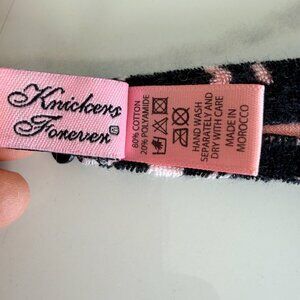 Knickers
Forever®
80% COTTON
20% POLYAMIDE
HAND WASH
SEPARATELY AND
DRY WITH CARE
MADE IN
MOROCCO